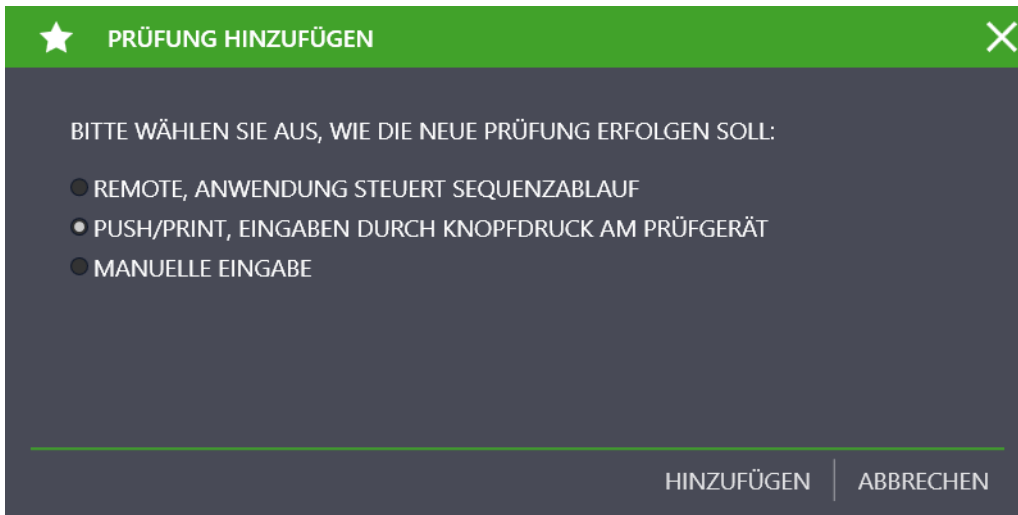 PRÜFUNG HINZUFÜGEN
BITTE WÄHLEN SIE AUS, WIE DIE NEUE PRÜFUNG ERFOLGEN SOLL:
REMOTE, ANWENDUNG STEUERT SEQUENZABLAUF
PUSH/PRINT, EINGABEN DURCH KNOPFDRUCK AM PRÜFGERÄT
MANUELLE EINGABE
HINZUFÜGEN ABBRECHEN